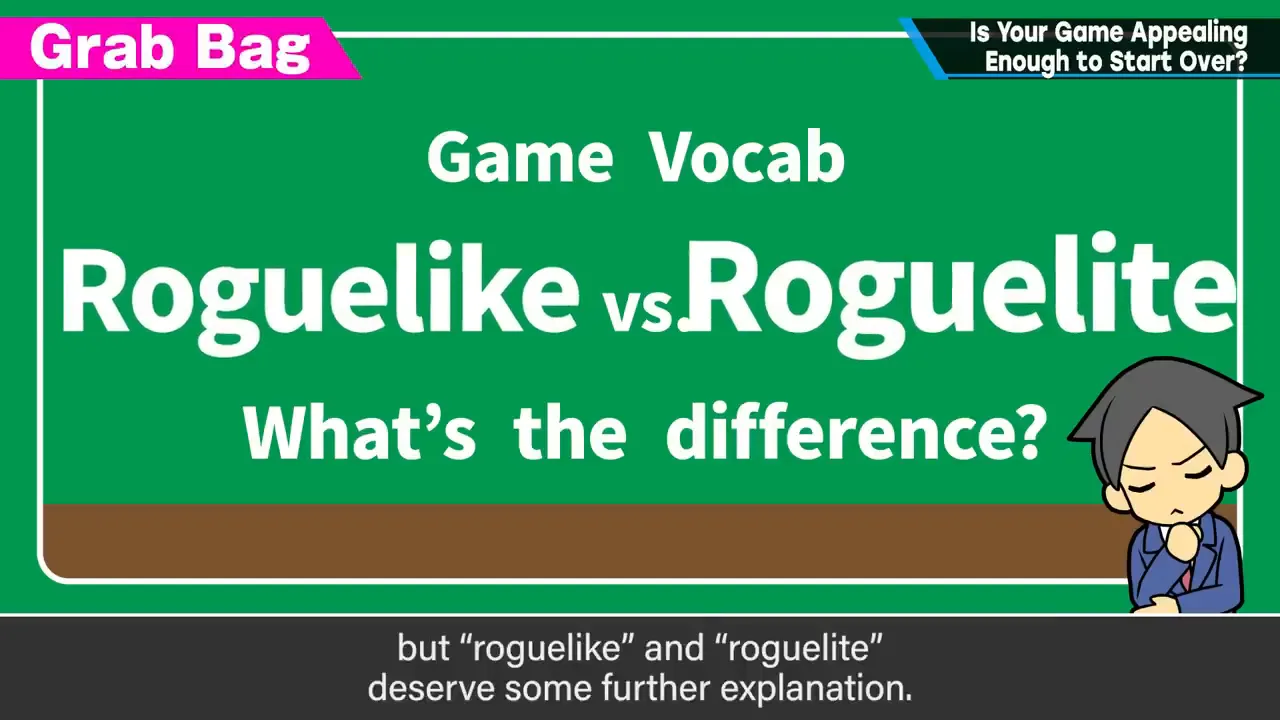 Grab Bag
Is Your Game Appealing
Enough to Start Over?
Game Vocab
Roguelike vs.Roguelite
What’s the difference?
but “roguelike” and “roguelite”
deserve some further explanation.